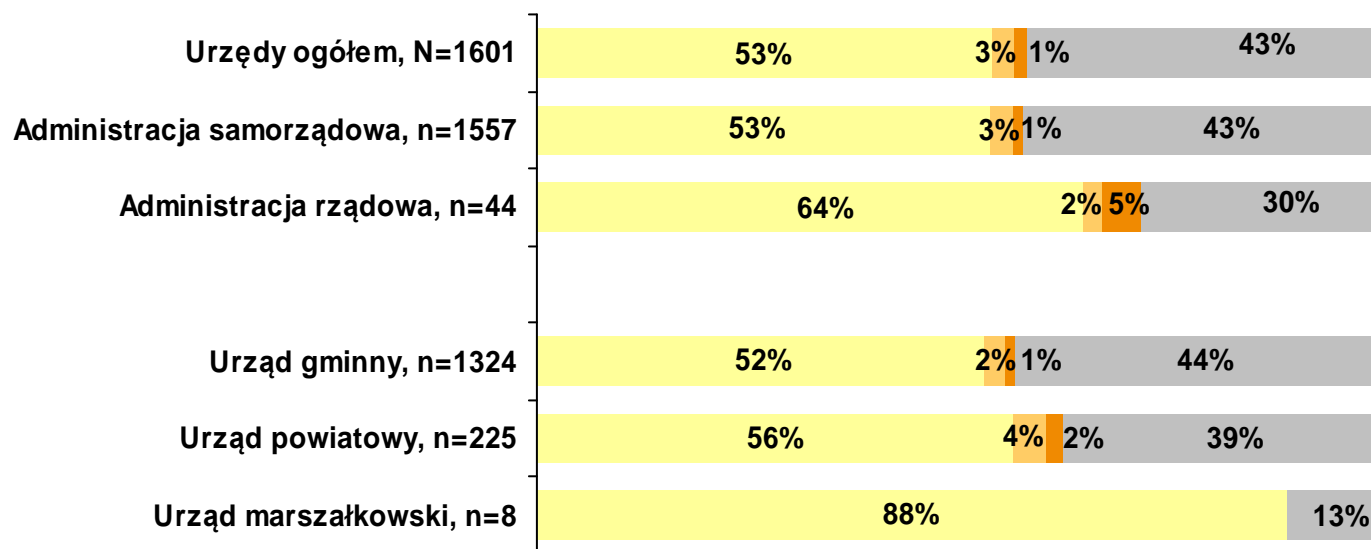 Urzędy ogółem, N=1601 53% 3% 1% 43%
Administracja samorządowa, n=1557 53% 3% 1% 43%
Administracja rządowa, n=44 64% 2% 5% 30%
Urząd gminny, n=1324 52% 2% 1% 44%
Urząd powiatowy, n=225 56% 4% 2% 39%
Urząd marszałkowski, n=8 88% 13%